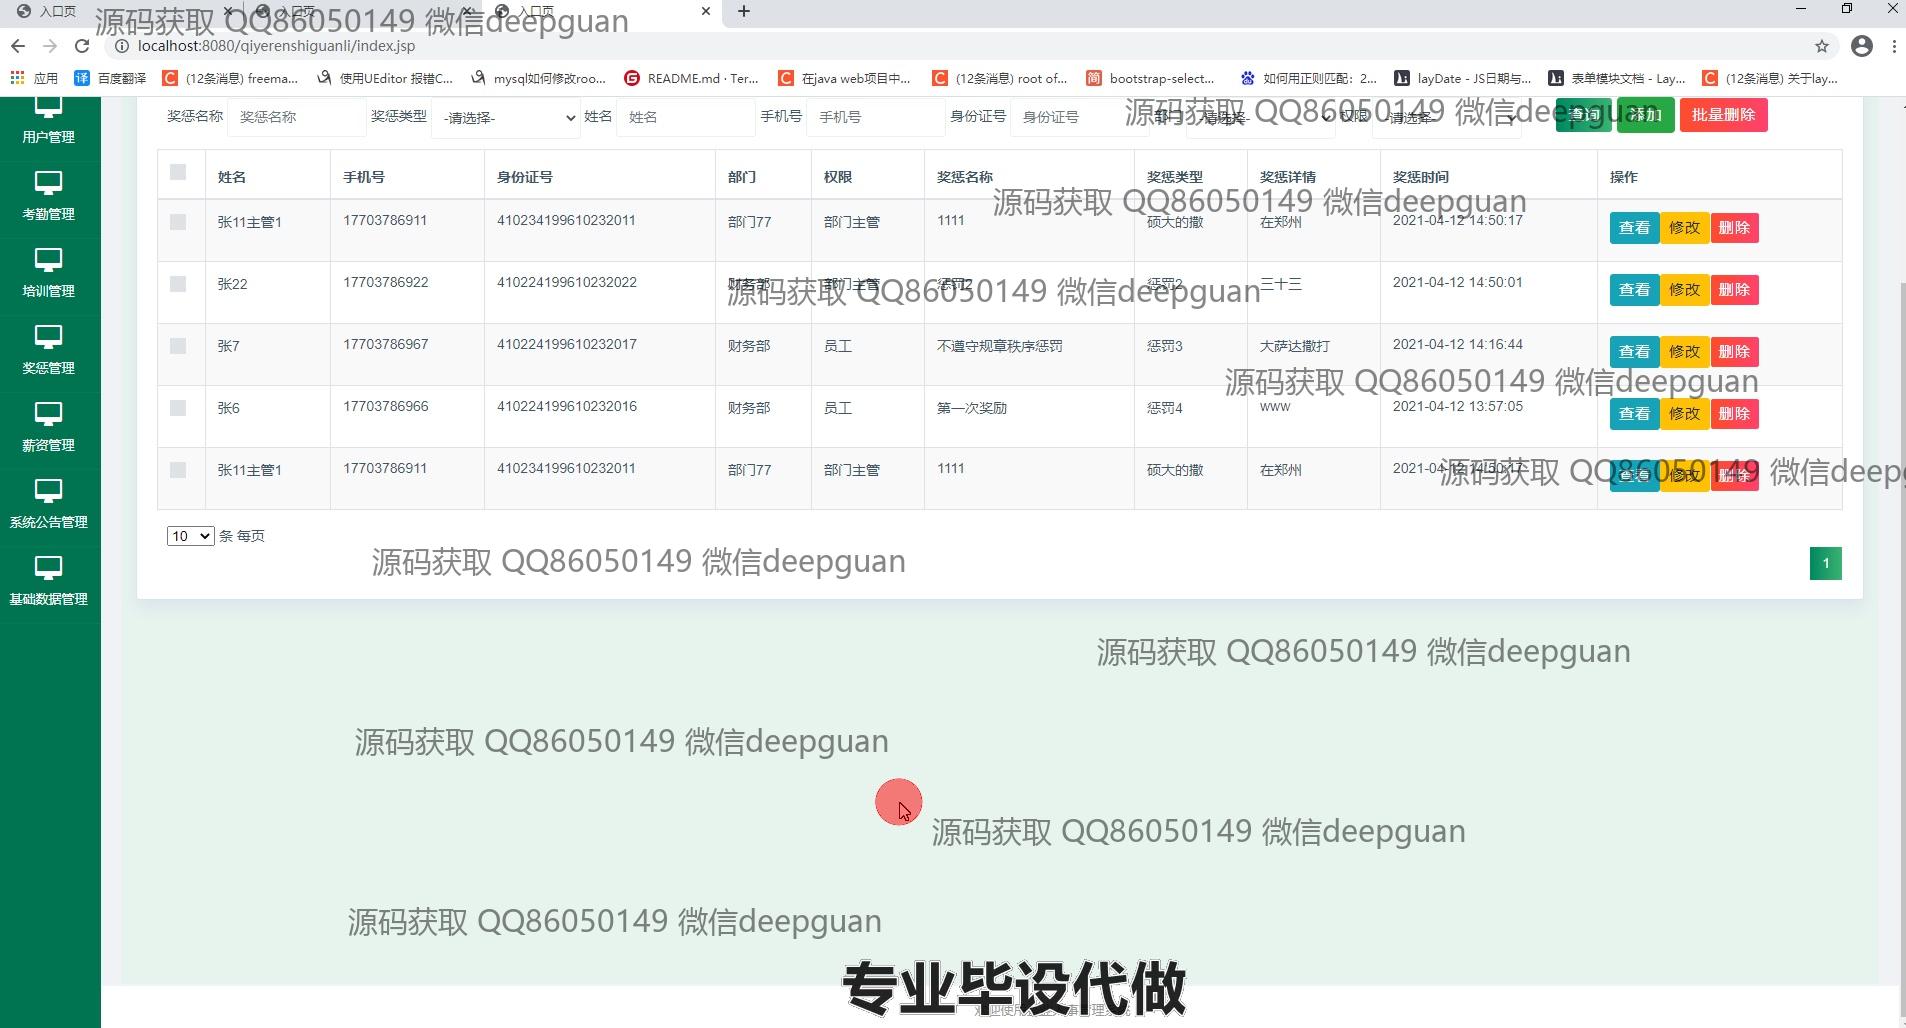 入口页 入口页 入口页
源码获取 QQ86050149 微信deepguan
localhost:8080/qiyerenshiguanli/index.jsp
应用 百度翻译 (12条消息) freema... 使用UEditor 报错C... mysql如何修改roo... README.md · Ter... 在java web项目中... (12条消息) root of... bootstrap-select... 如何用正则匹配：2... layDate - JS日期与... 表单模块文档 - Lay... (12条消息) 关于lay...
奖惩名称 奖惩名称 奖惩类型 -请选择- 姓名 姓名 手机号 手机号 身份证号 身份证号 部门 -请选择- 权限 -请选择- 查询 添加 批量删除
源码获取 QQ86050149 微信deepguan
用户管理
考勤管理
培训管理
奖惩管理
薪资管理
系统公告管理
基础数据管理
姓名 手机号 身份证号 部门 权限 奖惩名称 奖惩类型 奖惩详情 奖惩时间 操作
源码获取 QQ86050149 微信deepguan
张11主管1 17703786911 410234199610232011 部门77 部门主管 1111 硕大的撒 在郑州 2021-04-12 14:50:17 查看 修改 删除
张22 17703786922 410224199610232022 财务部 部门主管 惩罚2 惩罚2 三十三 2021-04-12 14:50:01 查看 修改 删除
源码获取 QQ86050149 微信deepguan
张7 17703786967 410224199610232017 财务部 员工 不遵守规章秩序惩罚 惩罚3 大萨达撒打 2021-04-12 14:16:44 查看 修改 删除
源码获取 QQ86050149 微信deepguan
张6 17703786966 410224199610232016 财务部 员工 第一次奖励 惩罚4 www 2021-04-12 13:57:05 查看 修改 删除
张11主管1 17703786911 410234199610232011 部门77 部门主管 1111 硕大的撒 在郑州 2021-04-12 14:50:17 查看 修改 删除
源码获取 QQ86050149 微信deepg
10 条 每页
源码获取 QQ86050149 微信deepguan
1
源码获取 QQ86050149 微信deepguan
源码获取 QQ86050149 微信deepguan
源码获取 QQ86050149 微信deepguan
源码获取 QQ86050149 微信deepguan
专业毕设代做